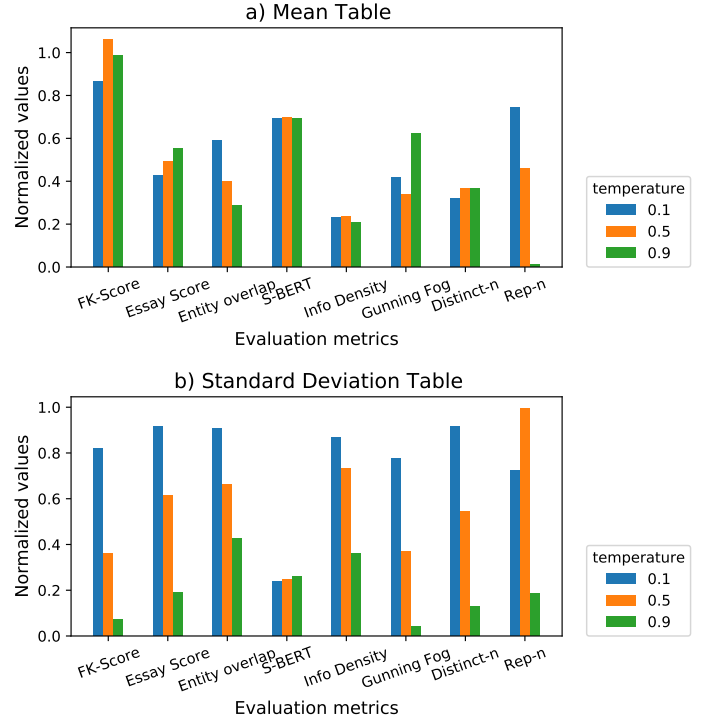 a) Mean Table
Normalized values
1.0
0.8
0.6
0.4
0.2
0.0
FK-Score
Essay Score
Entity overlap
S-BERT
Info Density
Gunning Fog
Distinct-n
Rep-n
Evaluation metrics
temperature
0.1
0.5
0.9
b) Standard Deviation Table
Normalized values
1.0
0.8
0.6
0.4
0.2
0.0
FK-Score
Essay Score
Entity overlap
S-BERT
Info Density
Gunning Fog
Distinct-n
Rep-n
Evaluation metrics
temperature
0.1
0.5
0.9